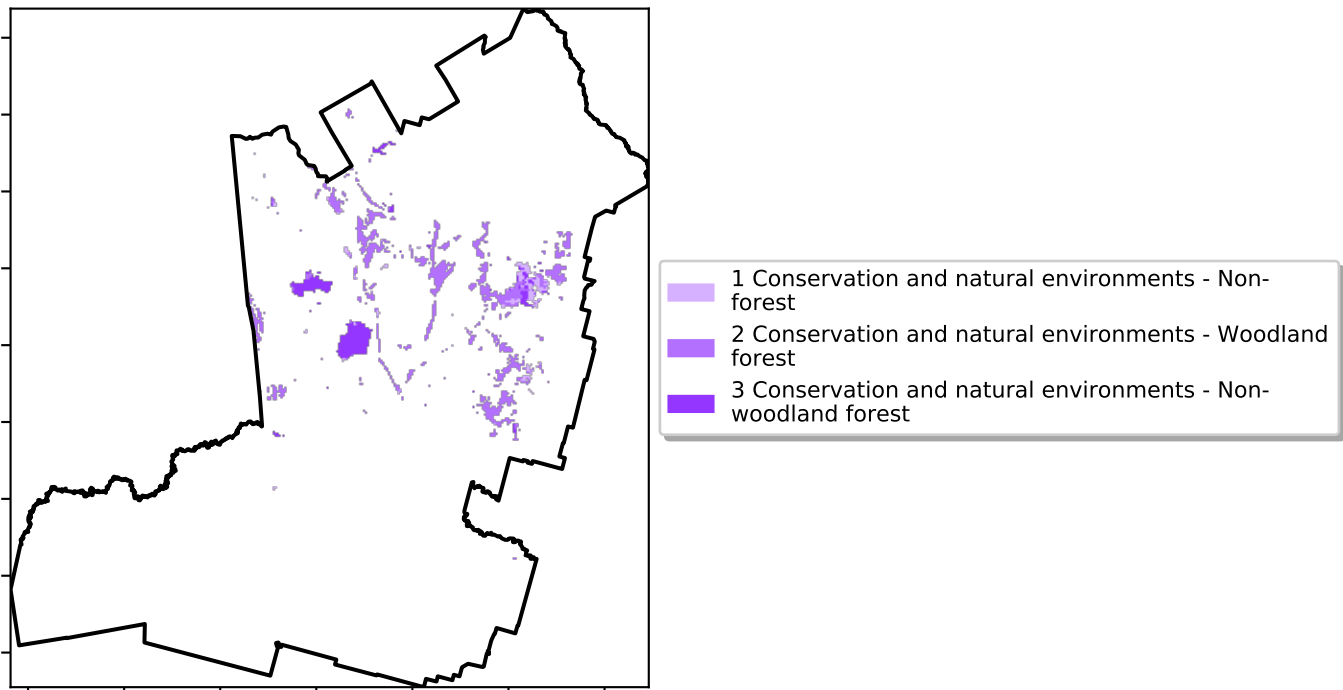 1 Conservation and natural environments - Non-
forest
2 Conservation and natural environments - Woodland
forest
3 Conservation and natural environments - Non-
woodland forest